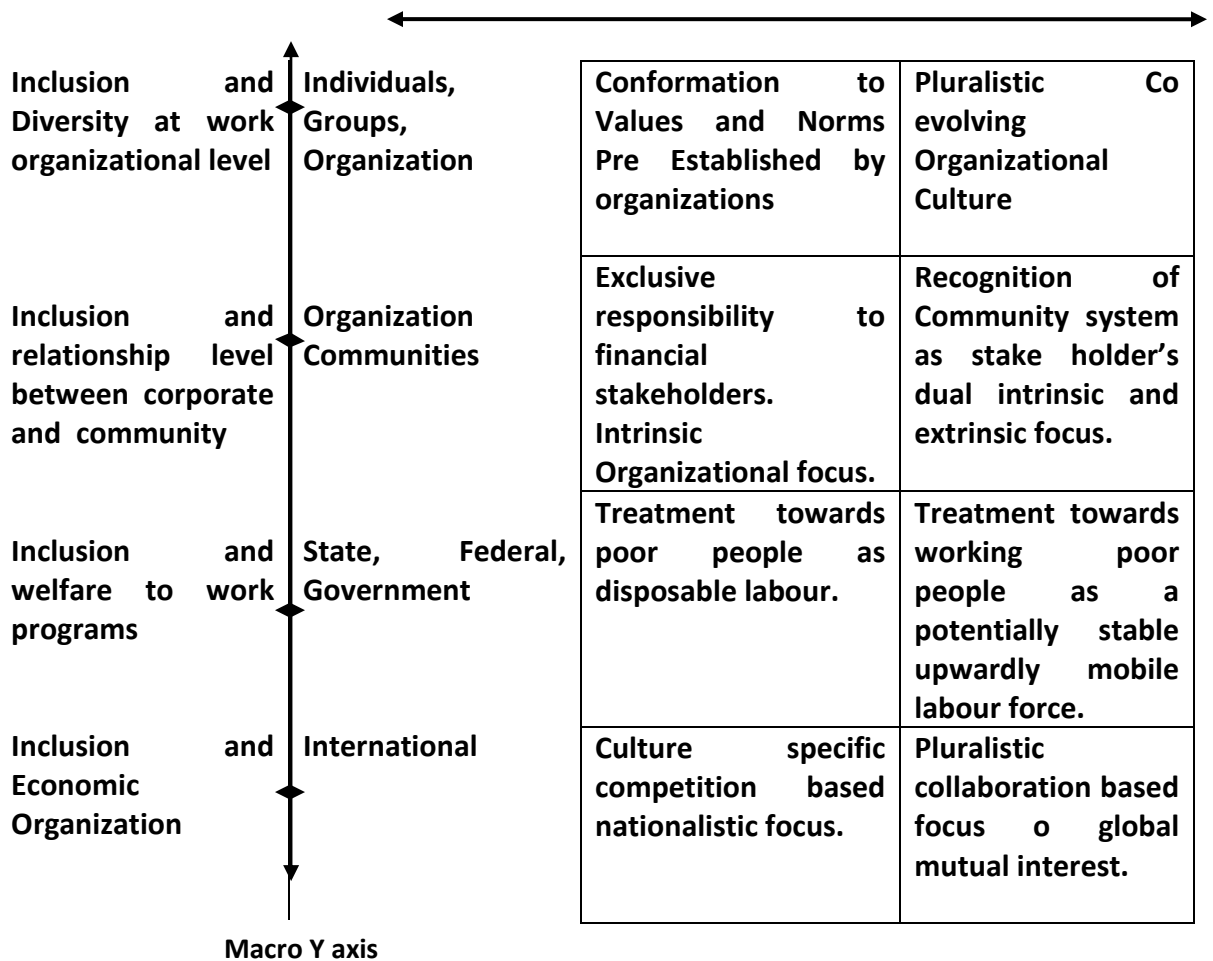 Inclusion and
Diversity at work
organizational level
Individuals,
Groups,
Organization
Conformation to
Values and Norms
Pre Established by
organizations
Pluralistic Co
evolving
Organizational
Culture
Inclusion and
relationship level
between corporate
and community
Organization
Communities
Exclusive
responsibility to
financial
stakeholders.
Intrinsic
Organizational focus.
Recognition of
Community system
as stake holder’s
dual intrinsic and
extrinsic focus.
Inclusion and
welfare to work
programs
State, Federal,
Government
Treatment towards
poor people as
disposable labour.
Treatment towards
working poor
people as a
potentially stable
upwardly mobile
labour force.
Inclusion and
Economic
Organization
International
Culture specific
competition based
nationalistic focus.
Pluralistic
collaboration based
focus o global
mutual interest.
Macro Y axis